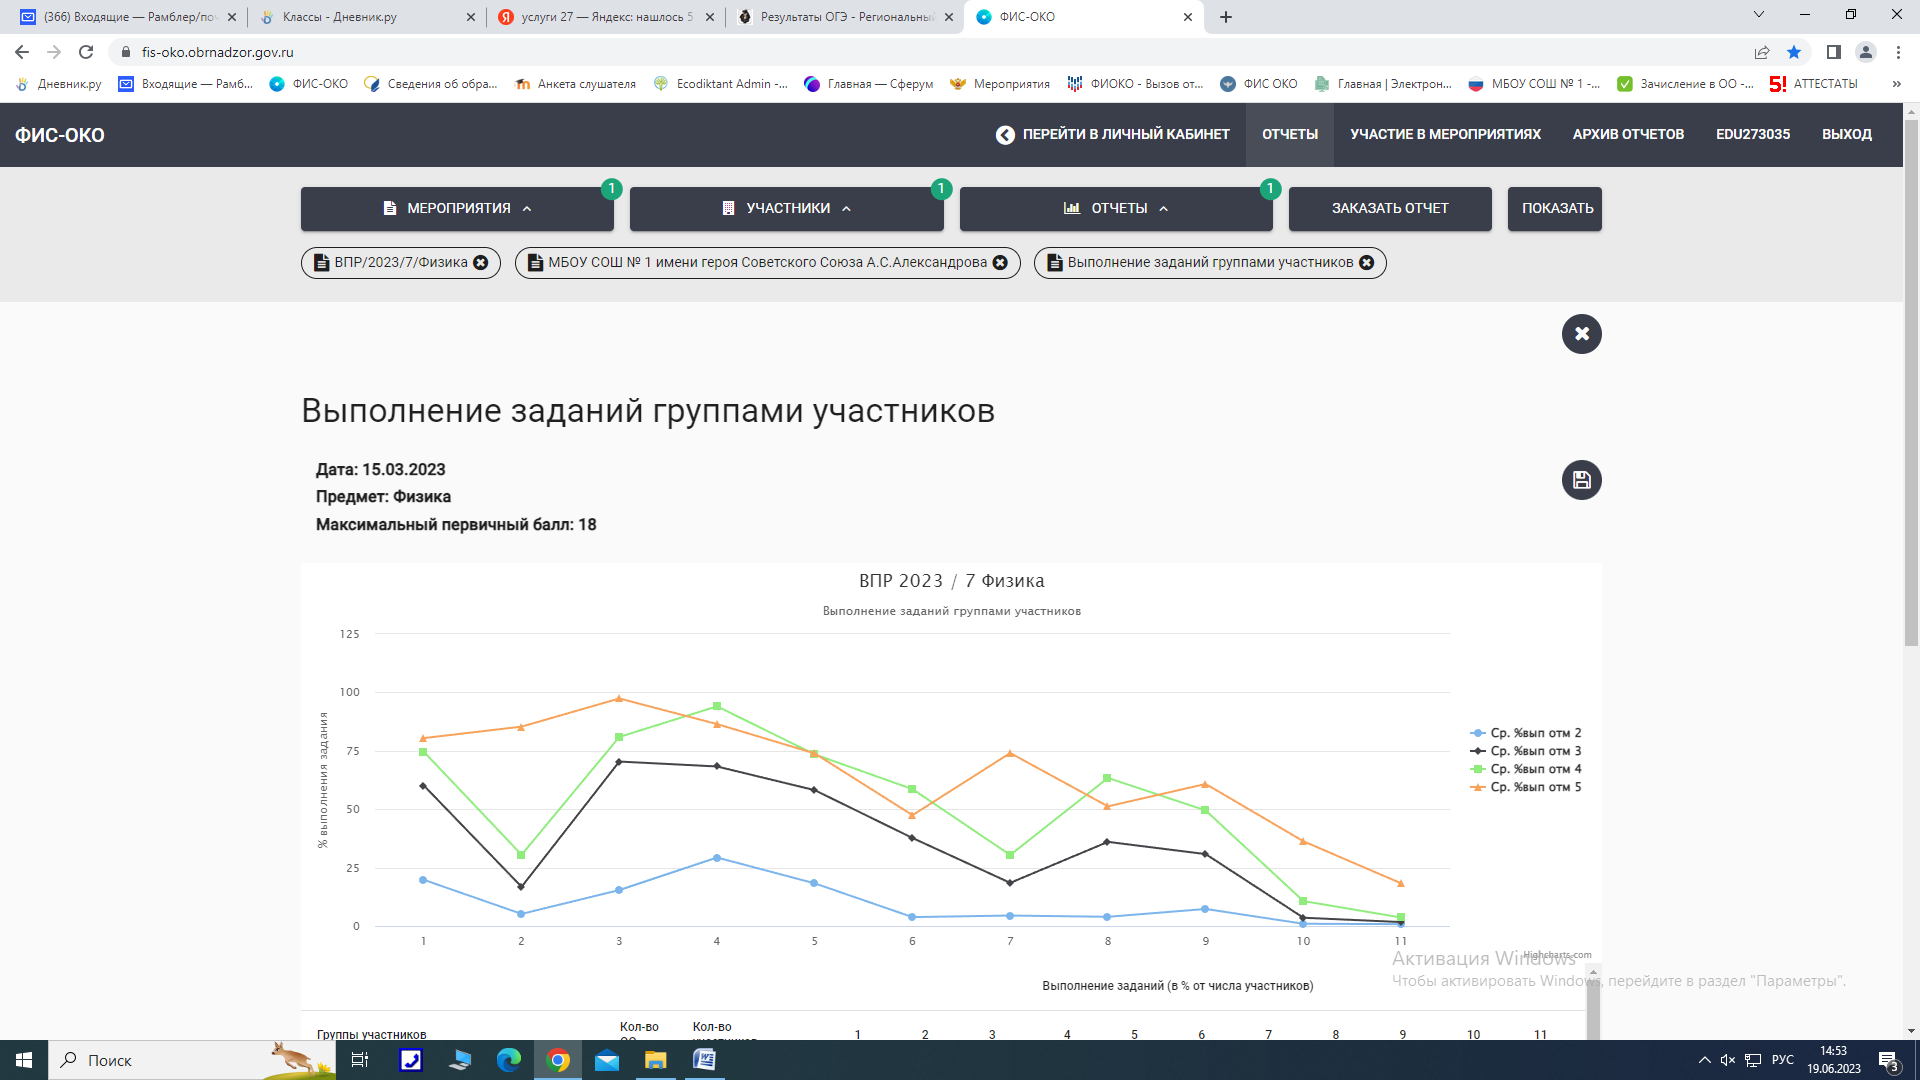 (366) Входящие — Рамблер/поч
Классы - Дневник.ру
услуги 27 — Яндекс: нашлось 5
Результаты ОГЭ - Региональный
ФИС-ОКО
fis-oko.obrnadzor.gov.ru
Дневник.ру
Входящие — Рамб...
ФИС-ОКО
Сведения об обра...
Анкета слушателя
Ecodiktant Admin -...
Главная — Сферум
Мероприятия
ФИОКО - Вызов от...
ФИС ОКО
Главная | Электрон...
МБОУ СОШ № 1 -...
Зачисление в ОО -...
5! АТТЕСТАТЫ
»
ФИС-ОКО
ПЕРЕЙТИ В ЛИЧНЫЙ КАБИНЕТ
ОТЧЕТЫ
УЧАСТИЕ В МЕРОПРИЯТИЯХ
АРХИВ ОТЧЕТОВ
EDU273035
ВЫХОД
МЕРОПРИЯТИЯ
1
УЧАСТНИКИ
1
ОТЧЕТЫ
1
ЗАКАЗАТЬ ОТЧЕТ
ПОКАЗАТЬ
ВПР/2023/7/Физика
МБОУ СОШ № 1 имени героя Советского Союза А.С.Александрова
Выполнение заданий группами участников
Выполнение заданий группами участников
Дата: 15.03.2023
Предмет: Физика
Максимальный первичный балл: 18
ВПР 2023 / 7 Физика
Выполнение заданий группами участников
% выполнения задания
125
100
75
50
25
0
1 2 3 4 5 6 7 8 9 10 11
Ср. %вып отм 2
Ср. %вып отм 3
Ср. %вып отм 4
Ср. %вып отм 5
Highcharts.com
Активация Windows
Чтобы активировать Windows, перейдите в раздел "Параметры".
Выполнение заданий (в % от числа участников)
Группы участников
Кол-во
ОО
Кол-во
участников
1 2 3 4 5 6 7 8 9 10 11
Поиск
РУС
14:53
19.06.2023
3